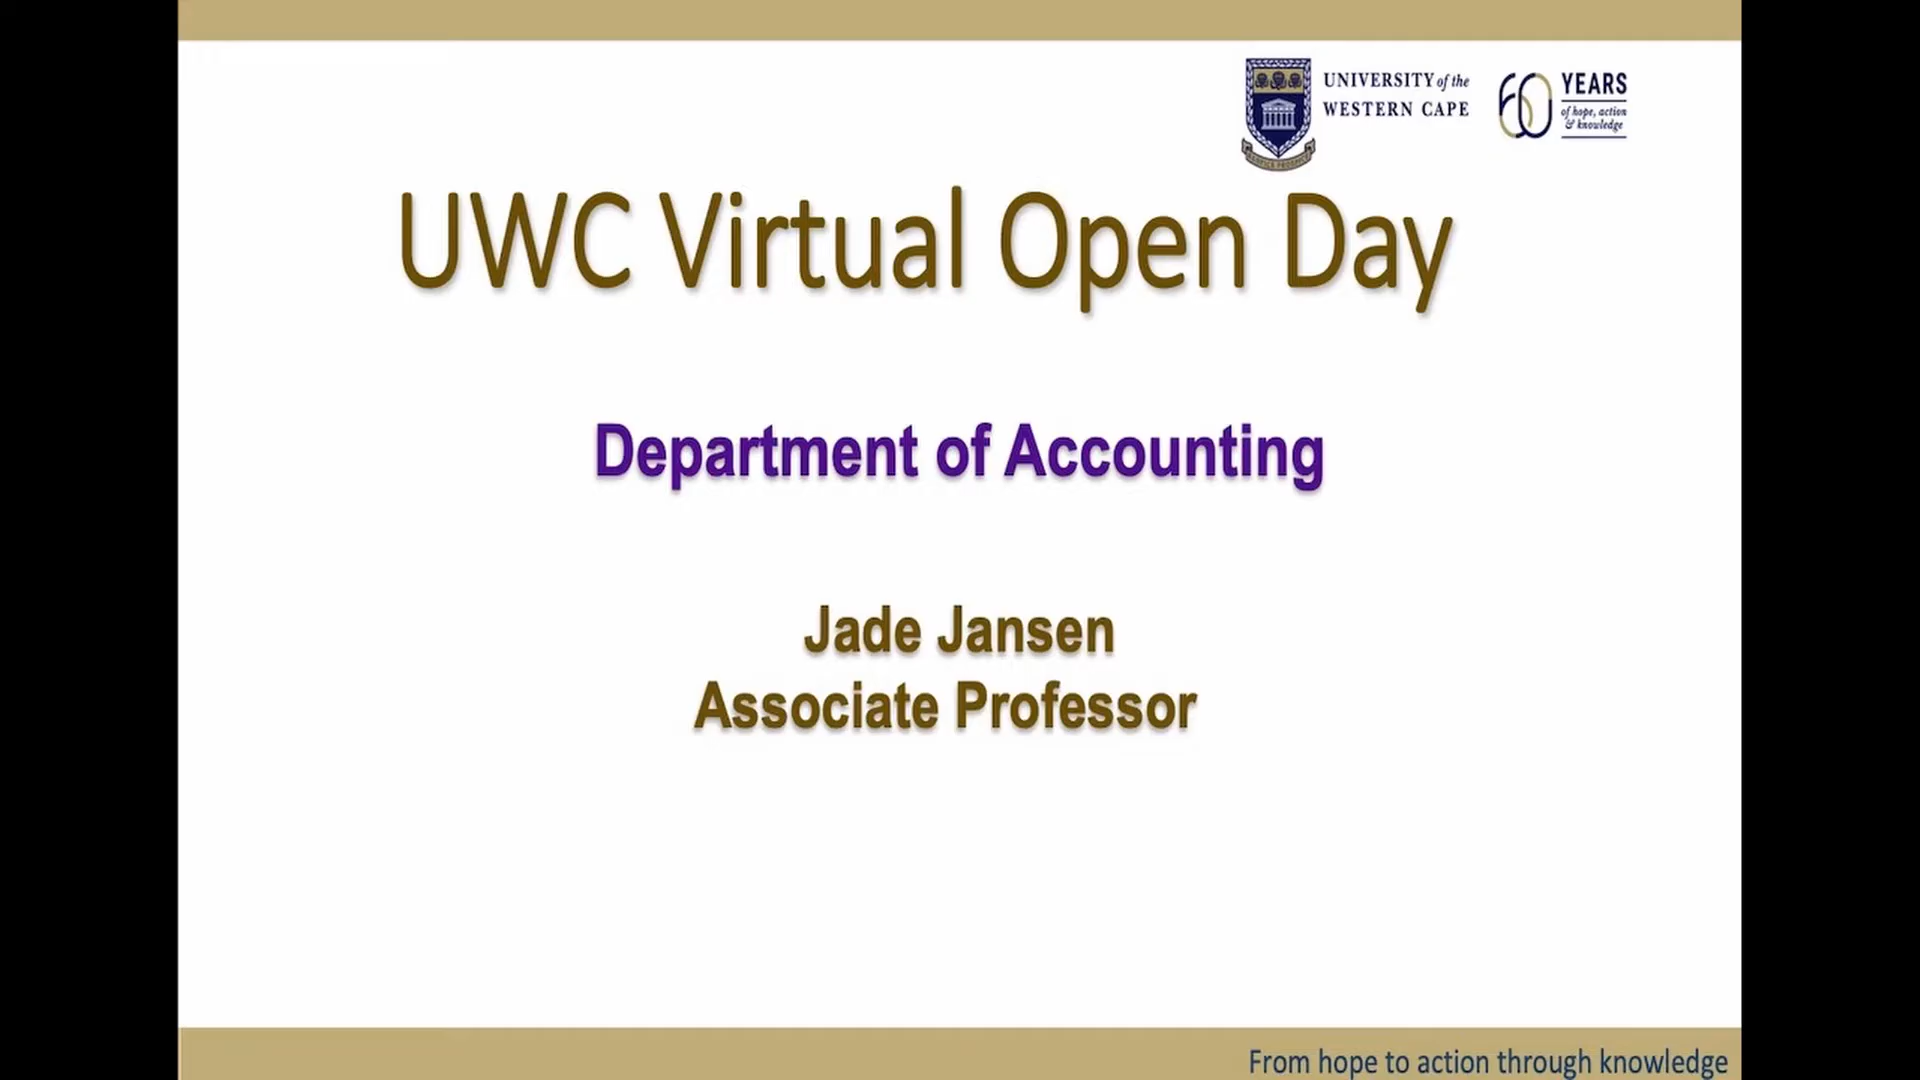 UNIVERSITY of the
WESTERN CAPE
60 YEARS
of hope, action
& knowledge
UWC Virtual Open Day
Department of Accounting
Jade Jansen
Associate Professor
From hope to action through knowledge